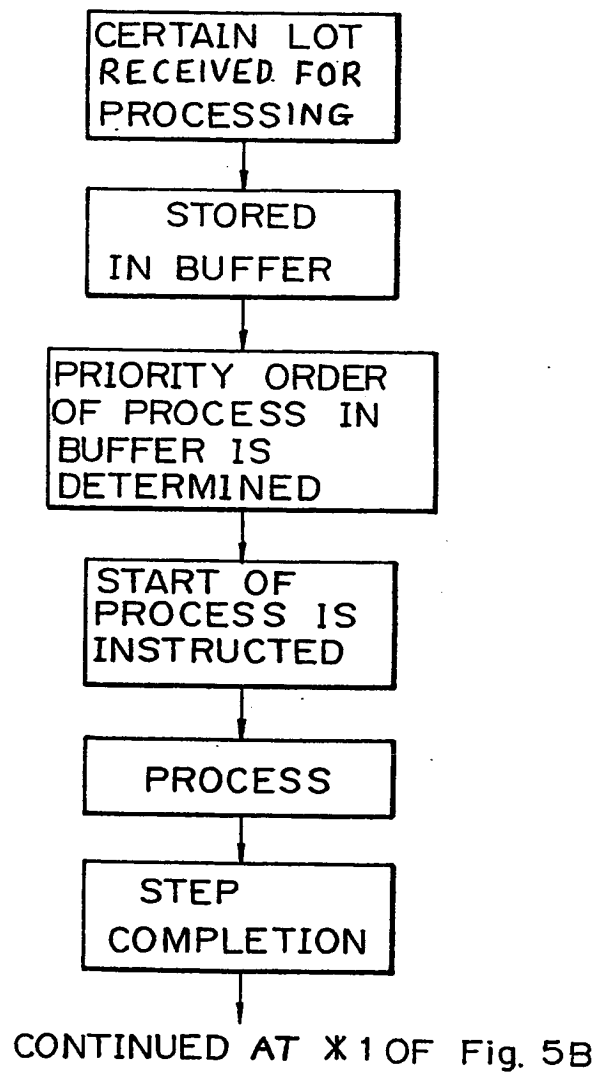 CERTAIN LOT
RECEIVED FOR
PROCESSING
STORED
IN BUFFER
PRIORITY ORDER
OF PROCESS IN
BUFFER IS
DETERMINED
START OF
PROCESS IS
INSTRUCTED
PROCESS
STEP
COMPLETION
CONTINUED AT ※1 OF Fig. 5B